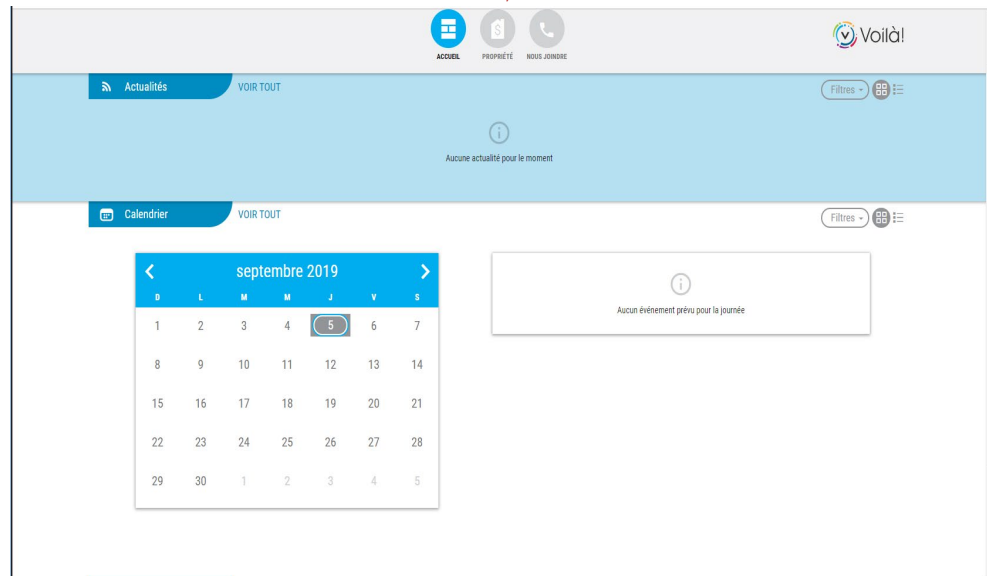 ACCUEIL PROPRIÉTÉ NOUS JOINDRE
Voilà!
Actualités VOIR TOUT Filtres
Aucune actualité pour le moment
Calendrier VOIR TOUT Filtres
septembre 2019
D L M M J V S
1 2 3 4 5 6 7
8 9 10 11 12 13 14
15 16 17 18 19 20 21
22 23 24 25 26 27 28
29 30 1 2 3 4 5
Aucun événement prévu pour la journée